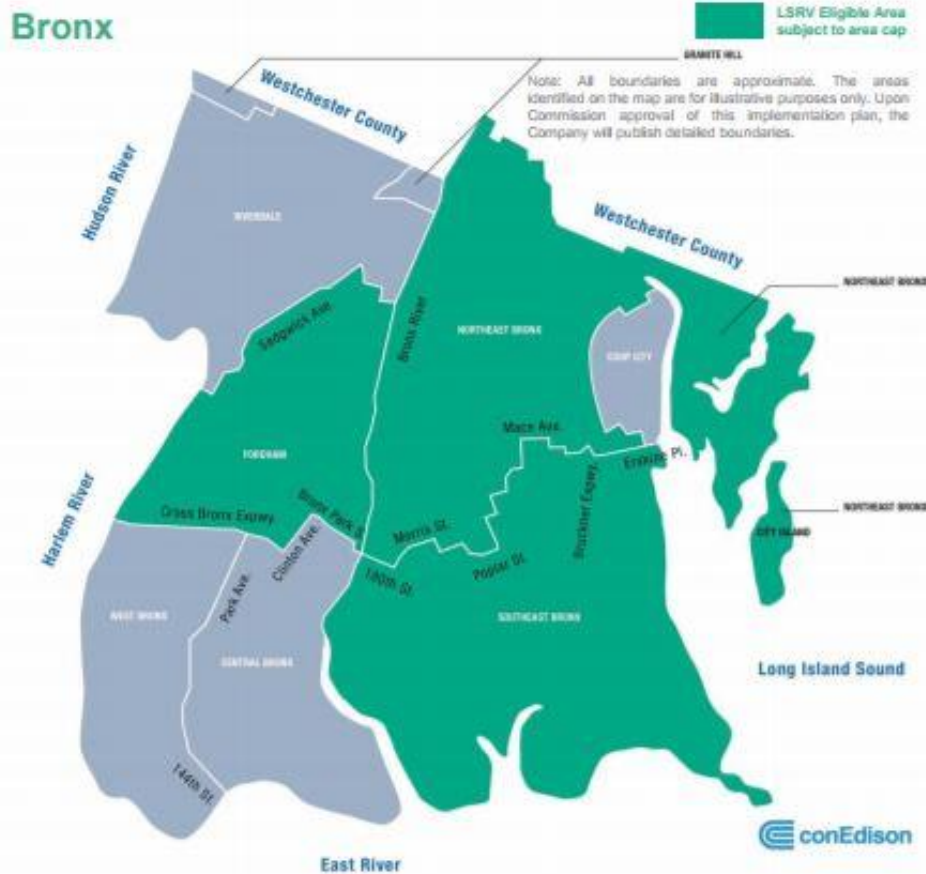 Bronx
LSRV Eligible Area
subject to area cap
GRANITE HILL
Note: All boundaries are approximate. The areas
identified on the map are for illustrative purposes only. Upon
Commission approval of this implementation plan, the
Company will publish detailed boundaries.
Westchester County
Hudson River
RIVERDALE
Westchester County
NORTHEAST BRONX
Sedgwick Ave
Bronx River
NORTHEAST BRONX
COOP CITY
Mace Ave.
Erskine Pl.
FORDHAM
Harlem River
Cross Bronx Expwy.
Bronx Park S
Clinton Ave.
Morris St.
Bruckner Expwy.
NORTHEAST BRONX
CITY ISLAND
180th St.
Poplar St.
Park Ave.
WEST BRONX
SOUTHEAST BRONX
CENTRAL BRONX
Long Island Sound
144th St.
conEdison
East River